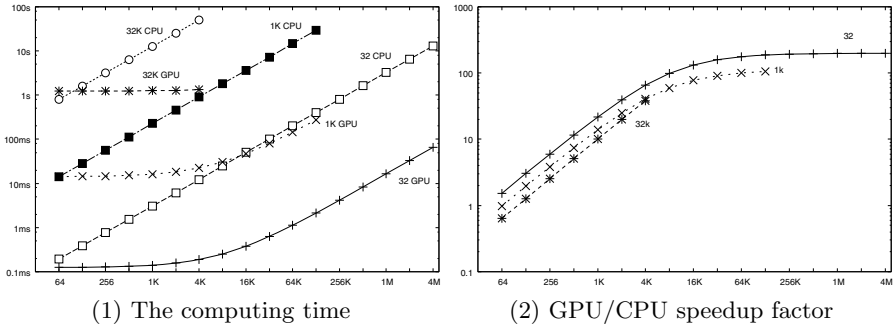 100s
10s
1s
100ms
10ms
1ms
0.1ms
32K CPU
1K CPU
32 CPU
32K GPU
1K GPU
32 GPU
64 256 1K 4K 16K 64K 256K 1M 4M
(1) The computing time
1000
100
10
1
0.1
32
1k
32k
64 256 1K 4K 16K 64K 256K 1M 4M
(2) GPU/CPU speedup factor